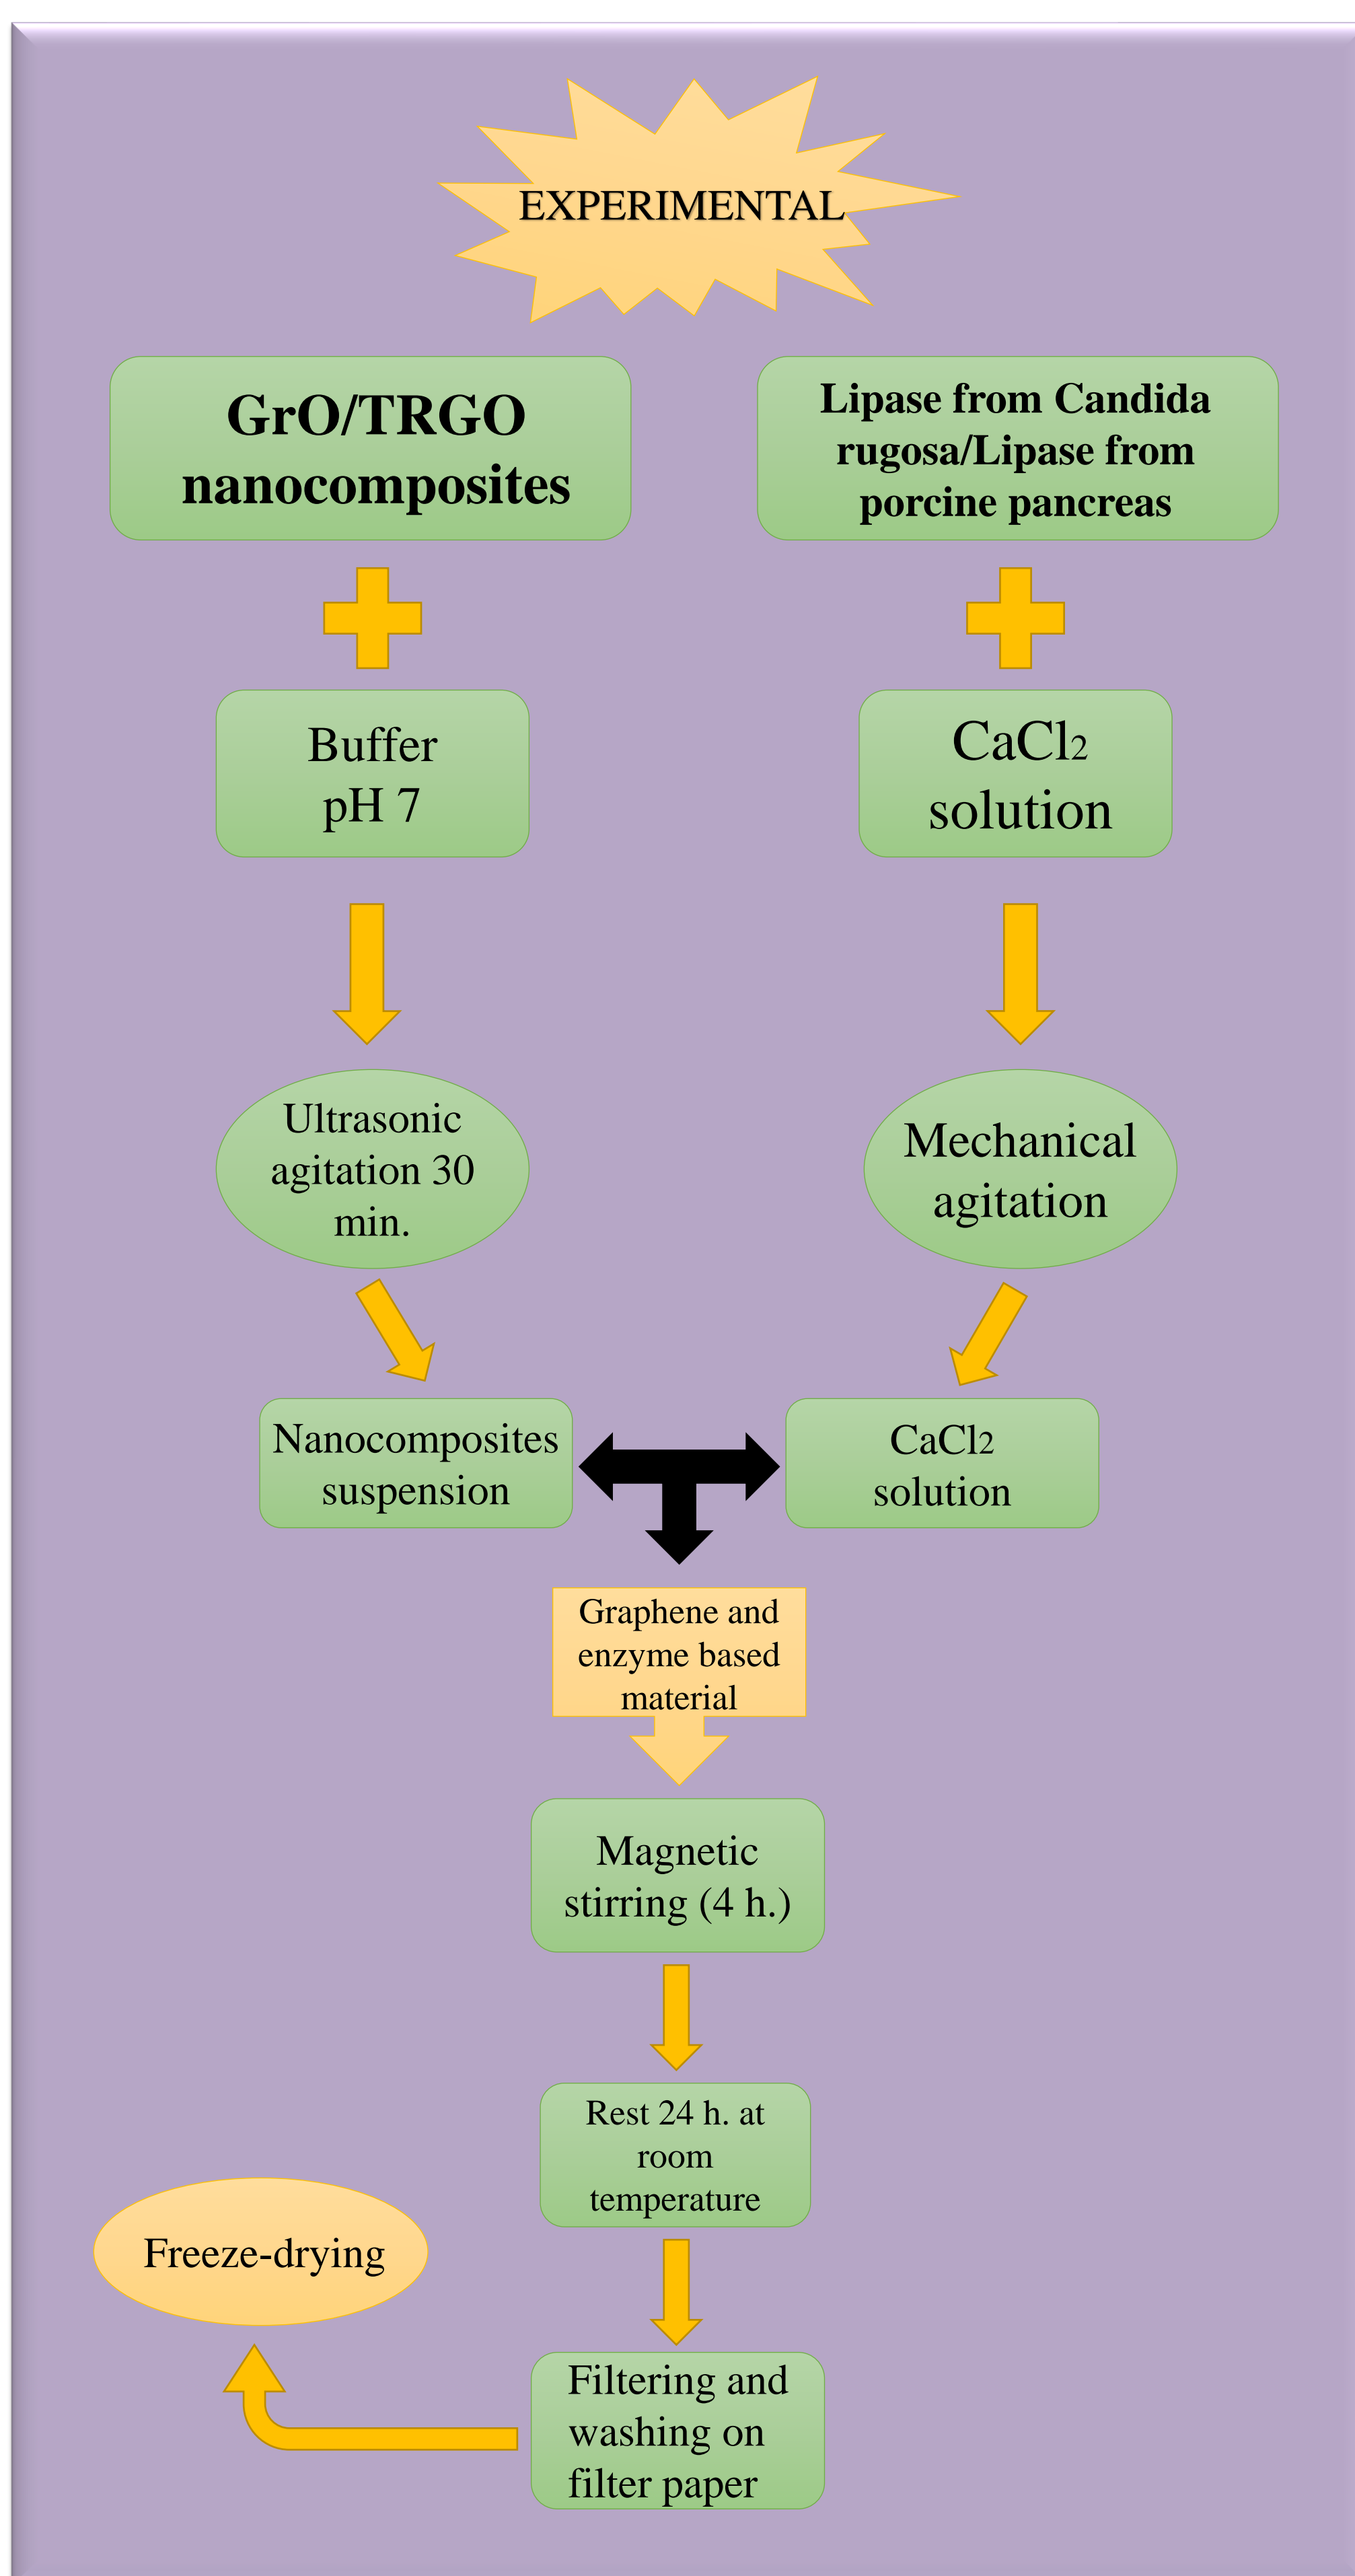 EXPERIMENTAL
GrO/TRGO
nanocomposites
Lipase from Candida
rugosa/Lipase from
porcine pancreas
Buffer
pH 7
CaCl2
solution
Ultrasonic
agitation 30
min.
Mechanical
agitation
Nanocomposites
suspension
CaCl2
solution
Graphene and
enzyme based
material
Magnetic
stirring (4 h.)
Rest 24 h. at
room
temperature
Freeze-drying
Filtering and
washing on
filter paper